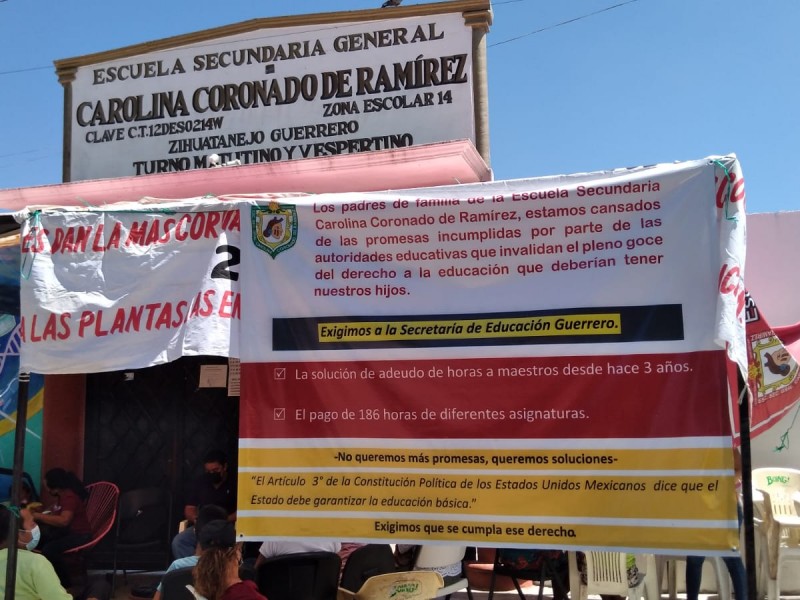 ESCUELA SECUNDARIA GENERAL
CAROLINA CORONADO DE RAMÍREZ
CLAVE C.T.12DES0214W
ZONA ESCOLAR 14
ZIHUATANEJO GUERRERO
TURNO MATUTINO Y VESPERTINO
ES DAN LA MASCORVA
2
A LAS PLANTAS
Los padres de familia de la Escuela Secundaria
Carolina Coronado de Ramírez, estamos cansados
de las promesas incumplidas por parte de las
autoridades educativas que invalidan el pleno goce
del derecho a la educación que deberían tener
nuestros hijos.
Exigimos a la Secretaría de Educación Guerrero.
☑ La solución de adeudo de horas a maestros desde hace 3 años.
☑ El pago de 186 horas de diferentes asignaturas.
-No queremos más promesas, queremos soluciones-
"El Artículo 3° de la Constitución Política de los Estados Unidos Mexicanos dice que el
Estado debe garantizar la educación básica."
Exigimos que se cumpla ese derecho.